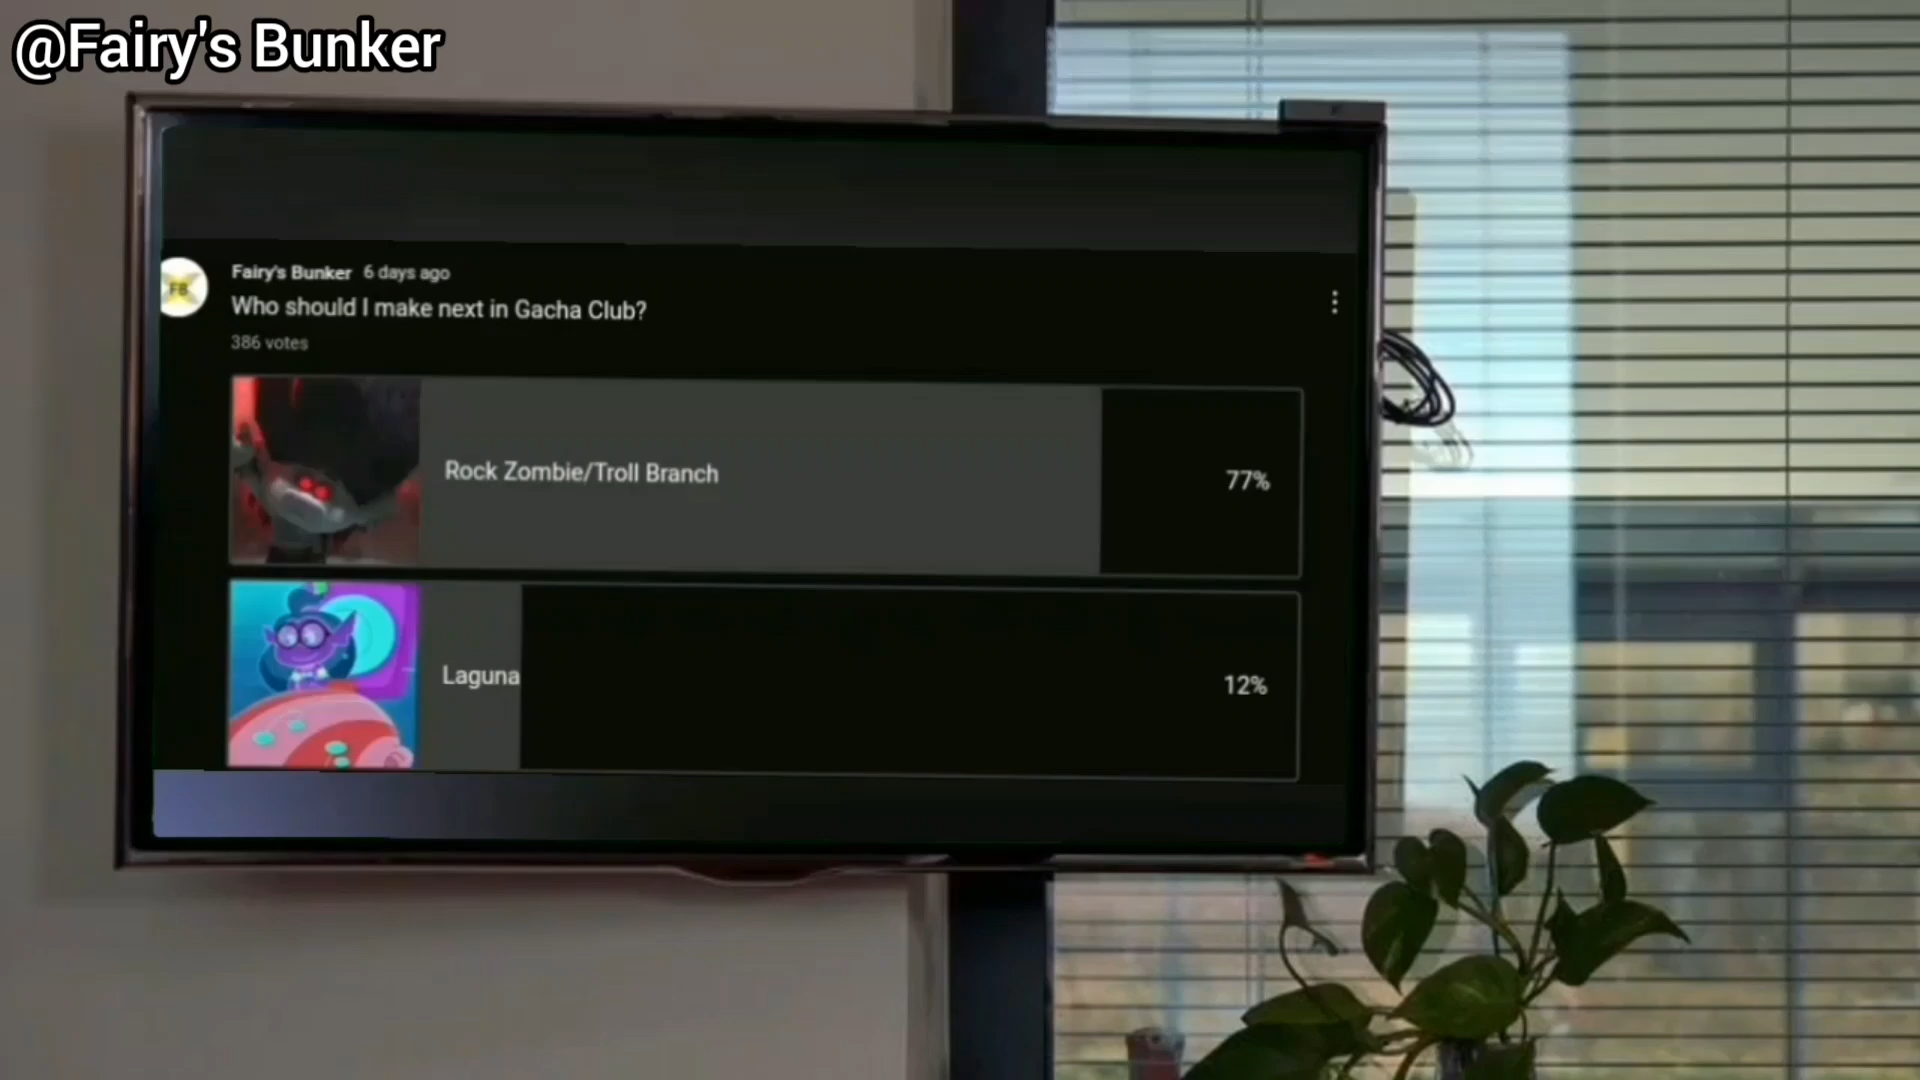 @Fairy's Bunker
FB
Fairy's Bunker 6 days ago
Who should I make next in Gacha Club?
386 votes
Rock Zombie/Troll Branch
77%
Laguna
12%